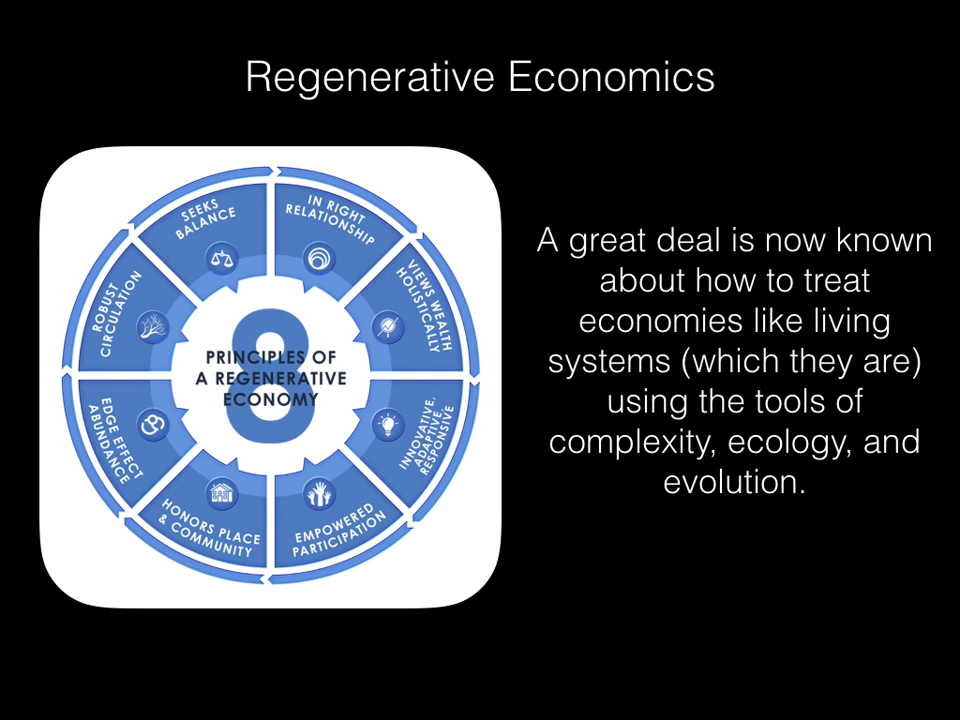 Regenerative Economics
SEEKS
BALANCE
IN RIGHT
RELATIONSHIP
VIEWS WEALTH
HOLISTICALLY
INNOVATIVE,
ADAPTIVE,
RESPONSIVE
EMPOWERED
PARTICIPATION
HONORS PLACE
& COMMUNITY
EDGE EFFECT
ABUNDANCE
ROBUST
CIRCULATION
8
PRINCIPLES OF
A REGENERATIVE
ECONOMY
A great deal is now known
about how to treat
economies like living
systems (which they are)
using the tools of
complexity, ecology, and
evolution.